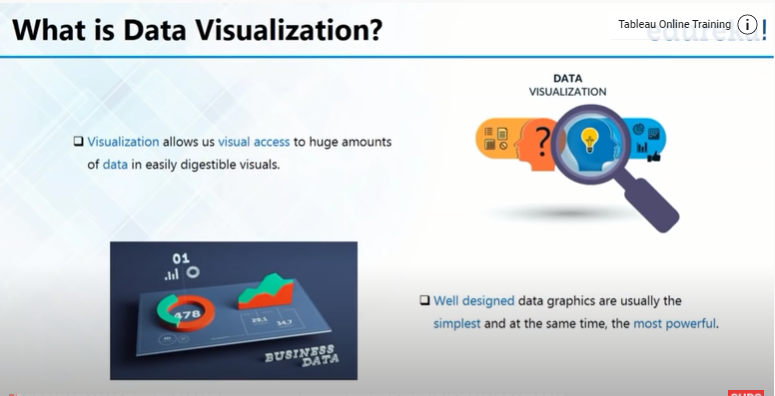 What is Data Visualization?
Tableau Online Training
edureka!
DATA
VISUALIZATION
Visualization allows us visual access to huge amounts
of data in easily digestible visuals.
01
478
29.1
34.7
BUSINESS
DATA
Well designed data graphics are usually the
simplest and at the same time, the most powerful.